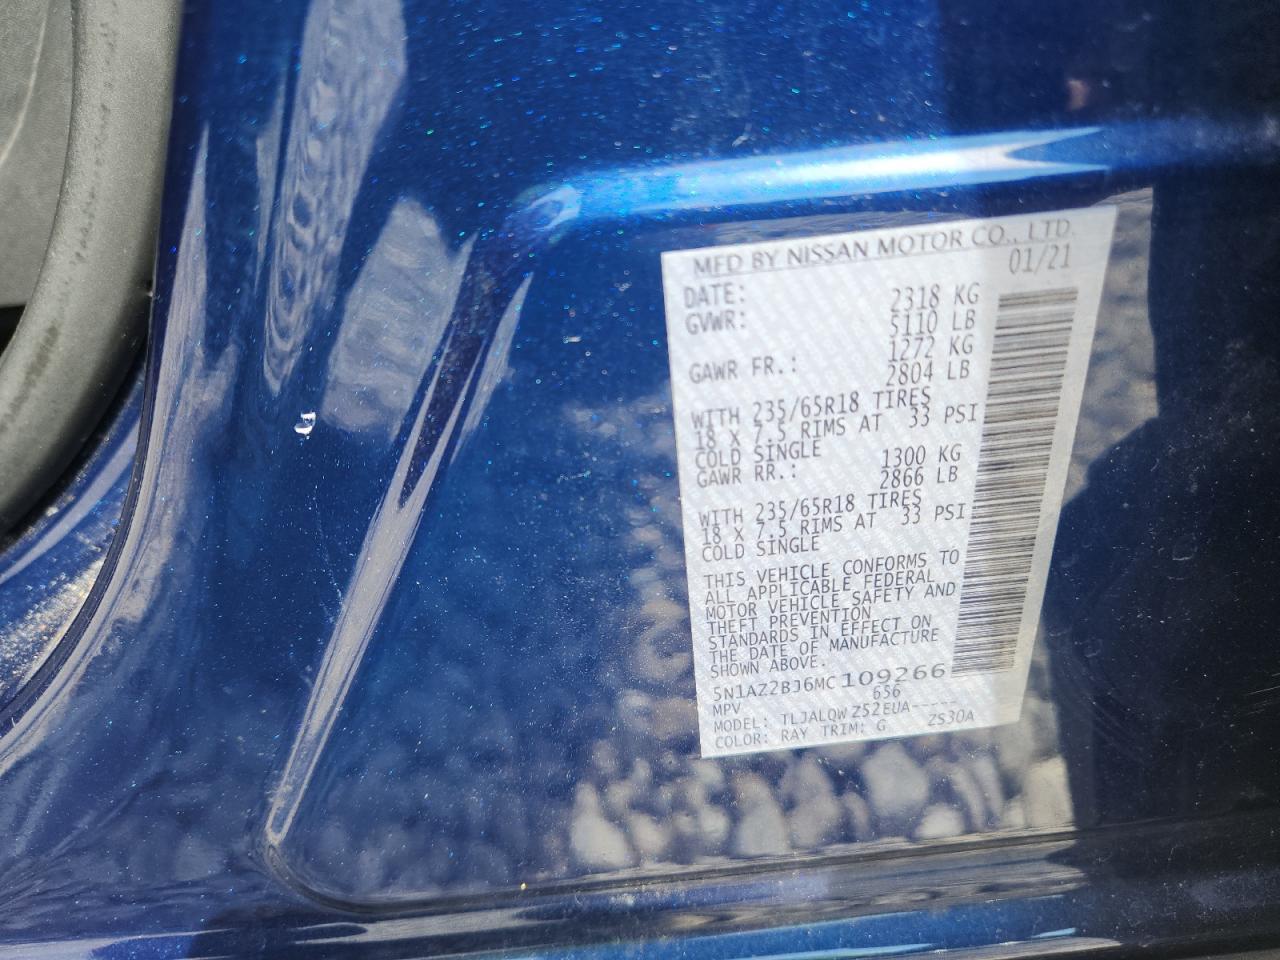 MFD BY NISSAN MOTOR CO., LTD.
DATE: 01/21
GVWR: 2318 KG
5110 LB
GAWR FR.: 1272 KG
2804 LB
WITH 235/65R18 TIRES
18 X 7.5 RIMS AT 33 PSI
COLD SINGLE
GAWR RR.: 1300 KG
2866 LB
WITH 235/65R18 TIRES
18 X 7.5 RIMS AT 33 PSI
COLD SINGLE
THIS VEHICLE CONFORMS TO
ALL APPLICABLE FEDERAL
MOTOR VEHICLE SAFETY AND
THEFT PREVENTION
STANDARDS IN EFFECT ON
THE DATE OF MANUFACTURE
SHOWN ABOVE.
5N1AZ2BJ6MC109266
MPV 656
MODEL: TLJALQWZ52EUA-----
COLOR: RAY TRIM: G ZS30A